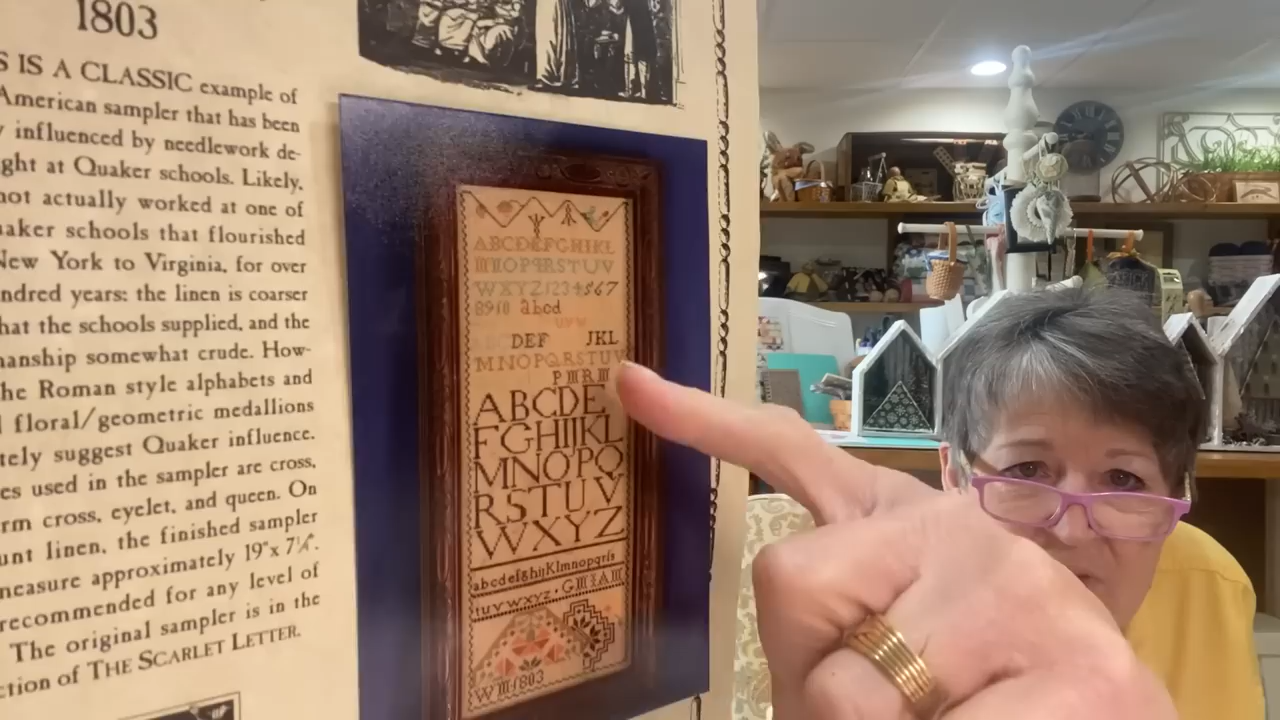 1803
S IS A CLASSIC example of
American sampler that has been
influenced by needlework de-
ght at Quaker schools. Likely,
not actually worked at one of
aker schools that flourished
New York to Virginia, for over
ndred years: the linen is coarser
hat the schools supplied, and the
manship somewhat crude. How-
he Roman style alphabets and
floral/geometric medallions
tely suggest Quaker influence.
es used in the sampler are cross,
rm cross, eyelet, and queen. On
unt linen, the finished sampler
measure approximately 19"x 7¼".
recommended for any level of
The original sampler is in the
ction of THE SCARLET LETTER.
ABCDEFGHIKL
WXYZ1234567
8910 abcd
DEF JKL
MNOPQRSTUV
ABCDE
FGHIJKL
MNOPQ
RSTUV
WXYZ
abcdefghijklmnopqrſs
tuvwxyz
1803